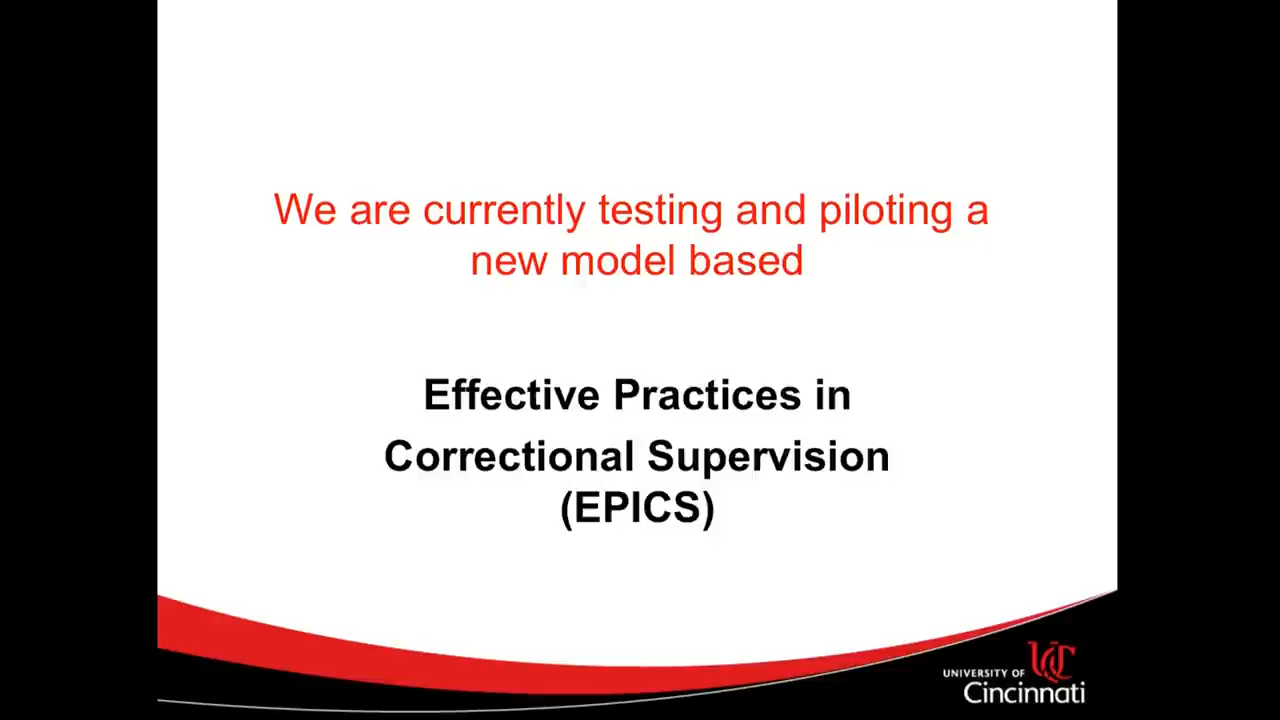 We are currently testing and piloting a
new model based
Effective Practices in
Correctional Supervision
(EPICS)
UNIVERSITY OF
Cincinnati